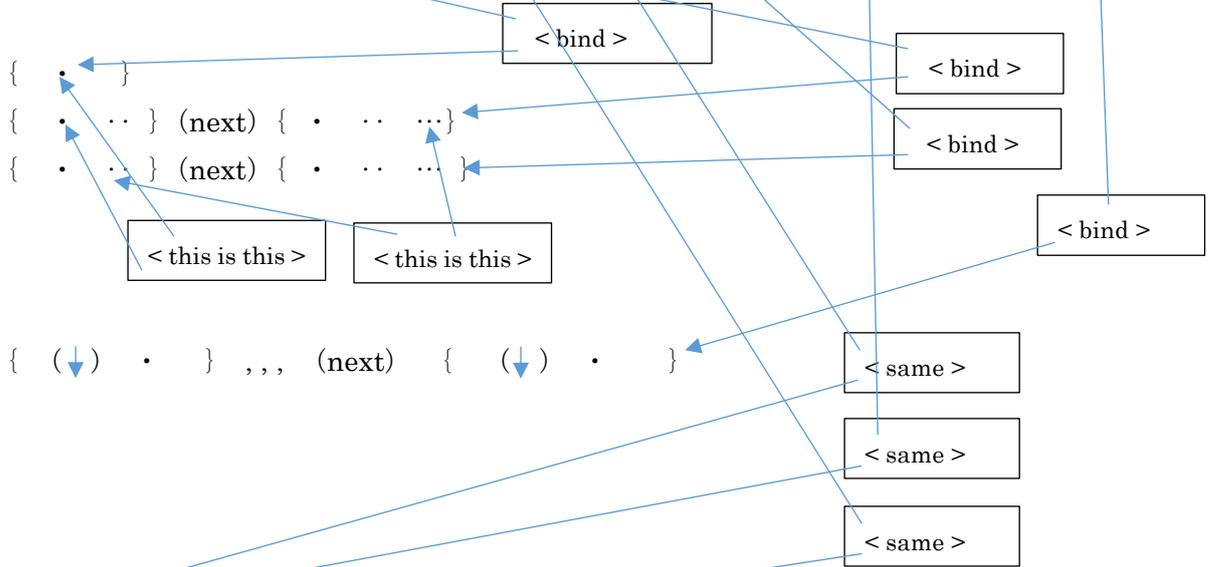 < bind >
{ · }
< bind >
{ · ·· } (next) { · ·· ···}
< bind >
{ · ·· } (next) { · ·· ··· }
< bind >
< this is this > < this is this >
{ (↓) · } , , , (next) { (↓) · }
< same >
< same >
< same >